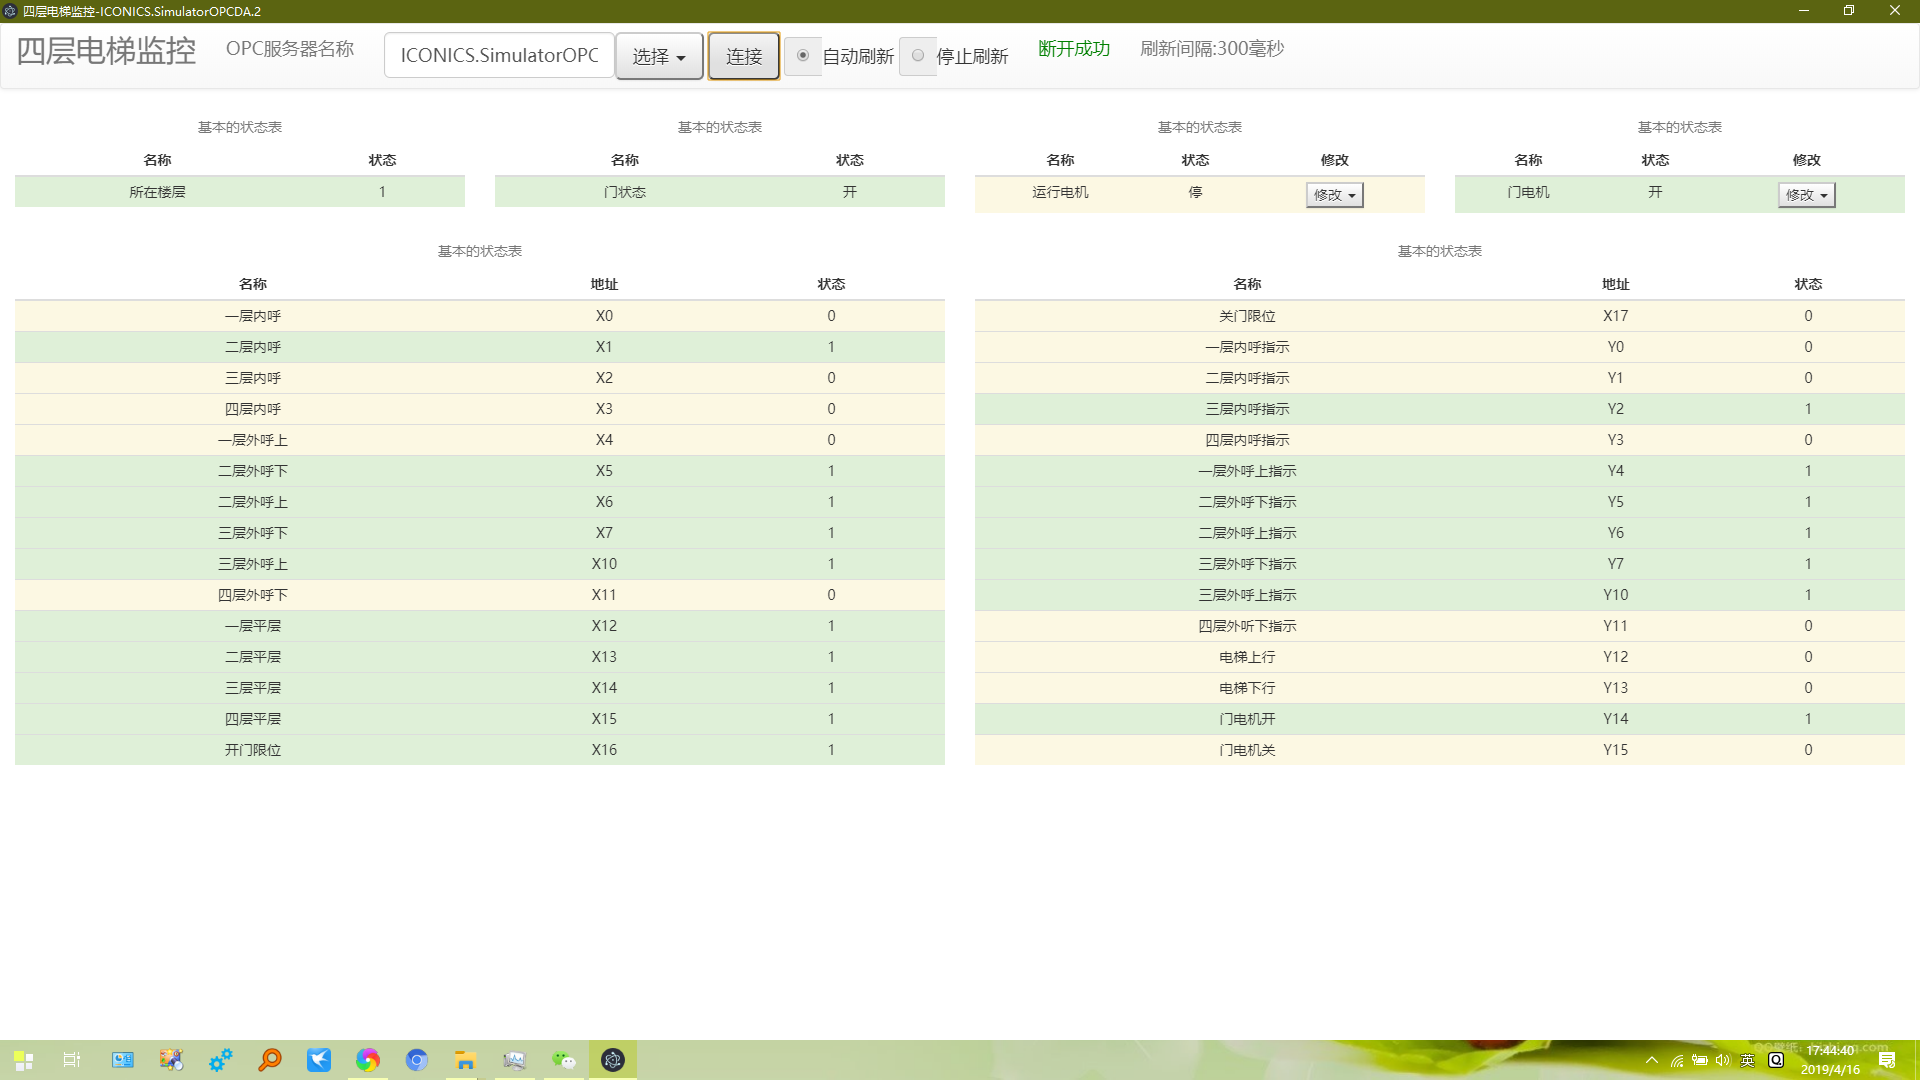 四层电梯监控-ICONICS.SimulatorOPCDA.2
四层电梯监控 OPC服务器名称 ICONICS.SimulatorOPC 选择 连接 自动刷新 停止刷新 断开成功 刷新间隔:300毫秒
基本的状态表
名称 状态
所在楼层 1
基本的状态表
名称 状态
门状态 开
基本的状态表
名称 状态 修改
运行电机 停 修改
基本的状态表
名称 状态 修改
门电机 开 修改
基本的状态表
名称 地址 状态
一层内呼 X0 0
二层内呼 X1 1
三层内呼 X2 0
四层内呼 X3 0
一层外呼上 X4 0
二层外呼下 X5 1
二层外呼上 X6 1
三层外呼下 X7 1
三层外呼上 X10 1
四层外呼下 X11 0
一层平层 X12 1
二层平层 X13 1
三层平层 X14 1
四层平层 X15 1
开门限位 X16 1
基本的状态表
名称 地址 状态
关门限位 X17 0
一层内呼指示 Y0 0
二层内呼指示 Y1 0
三层内呼指示 Y2 1
四层内呼指示 Y3 0
一层外呼上指示 Y4 1
二层外呼下指示 Y5 1
二层外呼上指示 Y6 1
三层外呼下指示 Y7 1
三层外呼上指示 Y10 1
四层外听下指示 Y11 0
电梯上行 Y12 0
电梯下行 Y13 0
门电机开 Y14 1
门电机关 Y15 0
英
17:44:40
2019/4/16